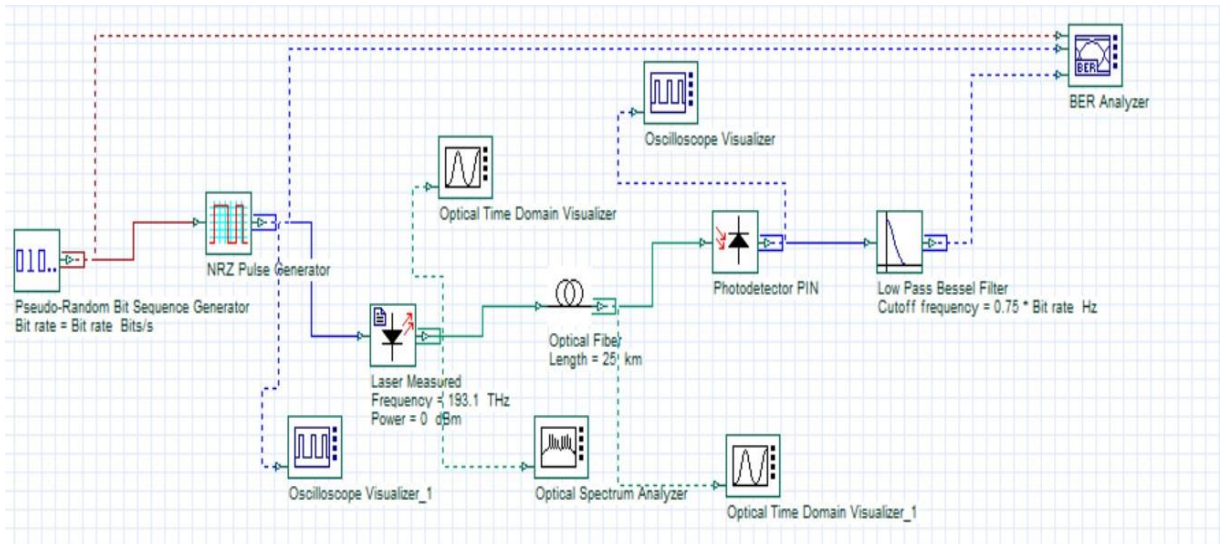 BER
BER Analyzer
Oscilloscope Visualizer
Optical Time Domain Visualizer
010..
NRZ Pulse Generator
Pseudo-Random Bit Sequence Generator
Bit rate = Bit rate Bits/s
Photodetector PIN
Low Pass Bessel Filter
Cutoff frequency = 0.75 * Bit rate Hz
Optical Fiber
Length = 25 km
Laser Measured
Frequency = 193.1 THz
Power = 0 dBm
Oscilloscope Visualizer_1
Optical Spectrum Analyzer
Optical Time Domain Visualizer_1